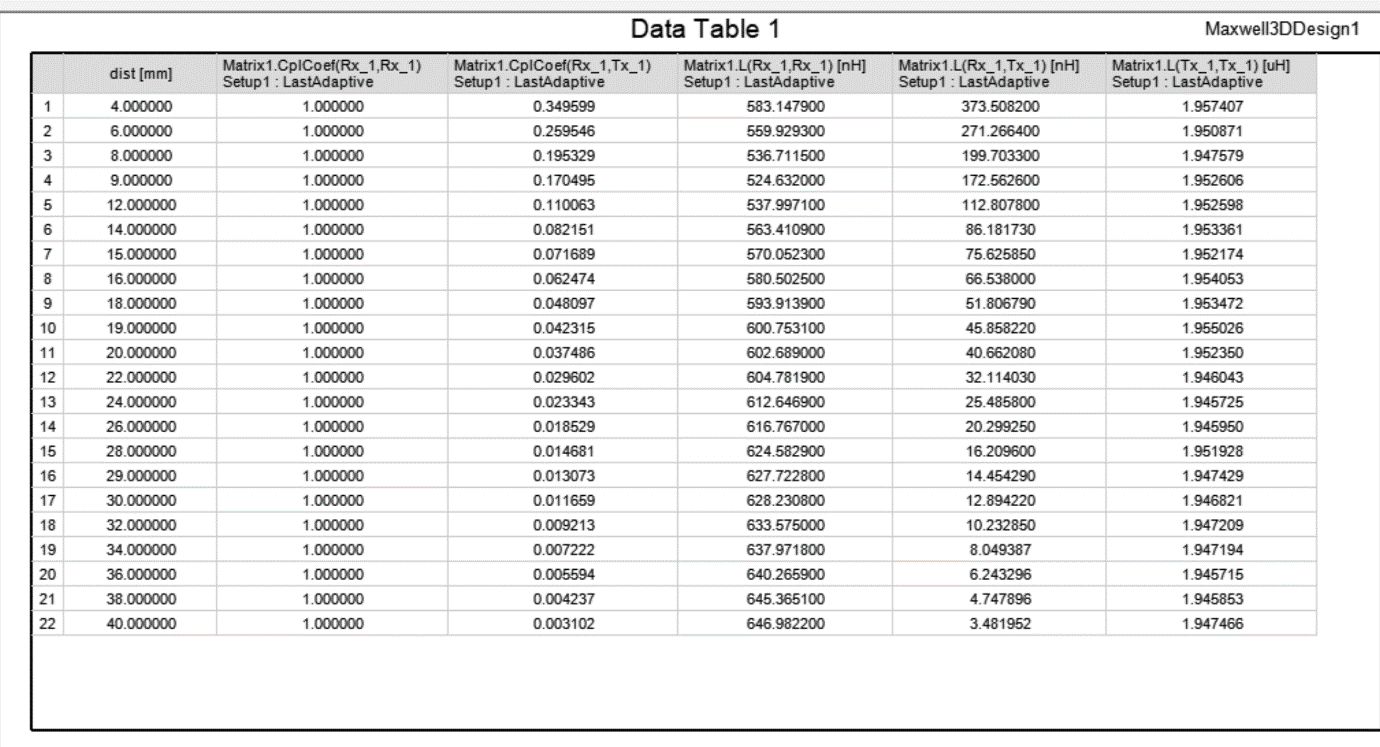 Data Table 1
Maxwell3DDesign1
dist [mm] Matrix1.CplCoef(Rx_1,Rx_1) Matrix1.CplCoef(Rx_1,Tx_1) Matrix1.L(Rx_1,Rx_1) [nH] Matrix1.L(Rx_1,Tx_1) [nH] Matrix1.L(Tx_1,Tx_1) [uH]
Setup1 : LastAdaptive Setup1 : LastAdaptive Setup1 : LastAdaptive Setup1 : LastAdaptive Setup1 : LastAdaptive
1 4.000000 1.000000 0.349599 583.147900 373.508200 1.957407
2 6.000000 1.000000 0.259546 559.929300 271.266400 1.950871
3 8.000000 1.000000 0.195329 536.711500 199.703300 1.947579
4 9.000000 1.000000 0.170495 524.632000 172.562600 1.952606
5 12.000000 1.000000 0.110063 537.997100 112.807800 1.952598
6 14.000000 1.000000 0.082151 563.410900 86.181730 1.953361
7 15.000000 1.000000 0.071689 570.052300 75.625850 1.952174
8 16.000000 1.000000 0.062474 580.502500 66.538000 1.954053
9 18.000000 1.000000 0.048097 593.913900 51.806790 1.953472
10 19.000000 1.000000 0.042315 600.753100 45.858220 1.955026
11 20.000000 1.000000 0.037486 602.689000 40.662080 1.952350
12 22.000000 1.000000 0.029602 604.781900 32.114030 1.946043
13 24.000000 1.000000 0.023343 612.646900 25.485800 1.945725
14 26.000000 1.000000 0.018529 616.767000 20.299250 1.945950
15 28.000000 1.000000 0.014681 624.582900 16.209600 1.951928
16 29.000000 1.000000 0.013073 627.722800 14.454290 1.947429
17 30.000000 1.000000 0.011659 628.230800 12.894220 1.946821
18 32.000000 1.000000 0.009213 633.575000 10.232850 1.947209
19 34.000000 1.000000 0.007222 637.971800 8.049387 1.947194
20 36.000000 1.000000 0.005594 640.265900 6.243296 1.945715
21 38.000000 1.000000 0.004237 645.365100 4.747896 1.945853
22 40.000000 1.000000 0.003102 646.982200 3.481952 1.947466